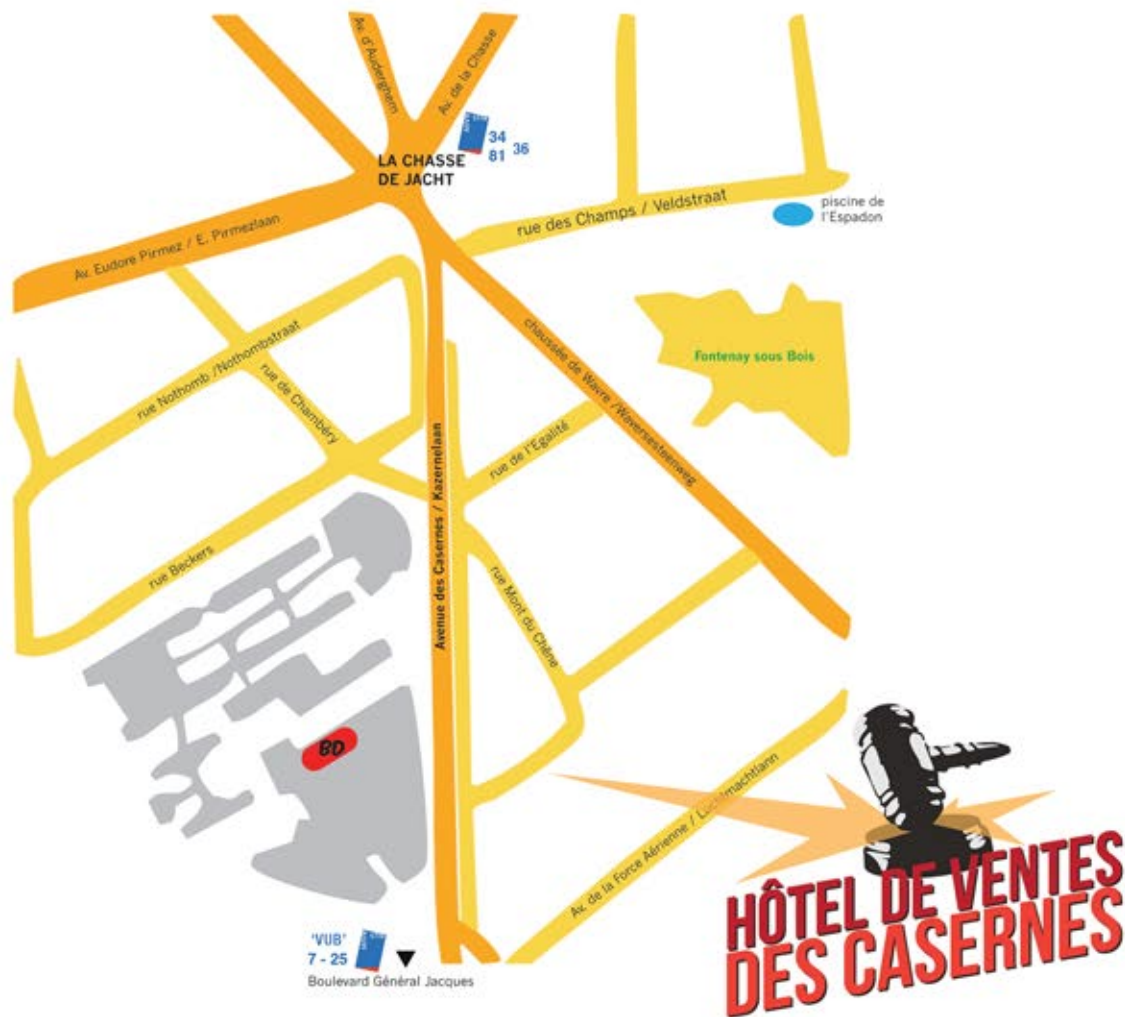 Av. d'Auderghem
Av. de la Chasse
34
81 36
LA CHASSE
DE JACHT
rue des Champs / Veldstraat
piscine de
l'Espadon
Av. Eudore Pirmez / E. Pirmezlaan
Fontenay sous Bois
rue Nothomb /Nothombstraat
rue de Chambéry
chaussée de Wavre /Waversesteenweg
rue de l'Egalité
Avenue des Casernes / Kazernelaan
rue Beckers
rue Mont du Chêne
BD
Av. de la Force Aérienne / Luchtmachtlann
HÔTEL DE VENTES
DES CASERNES
'VUB'
7 - 25
Boulevard Général Jacques